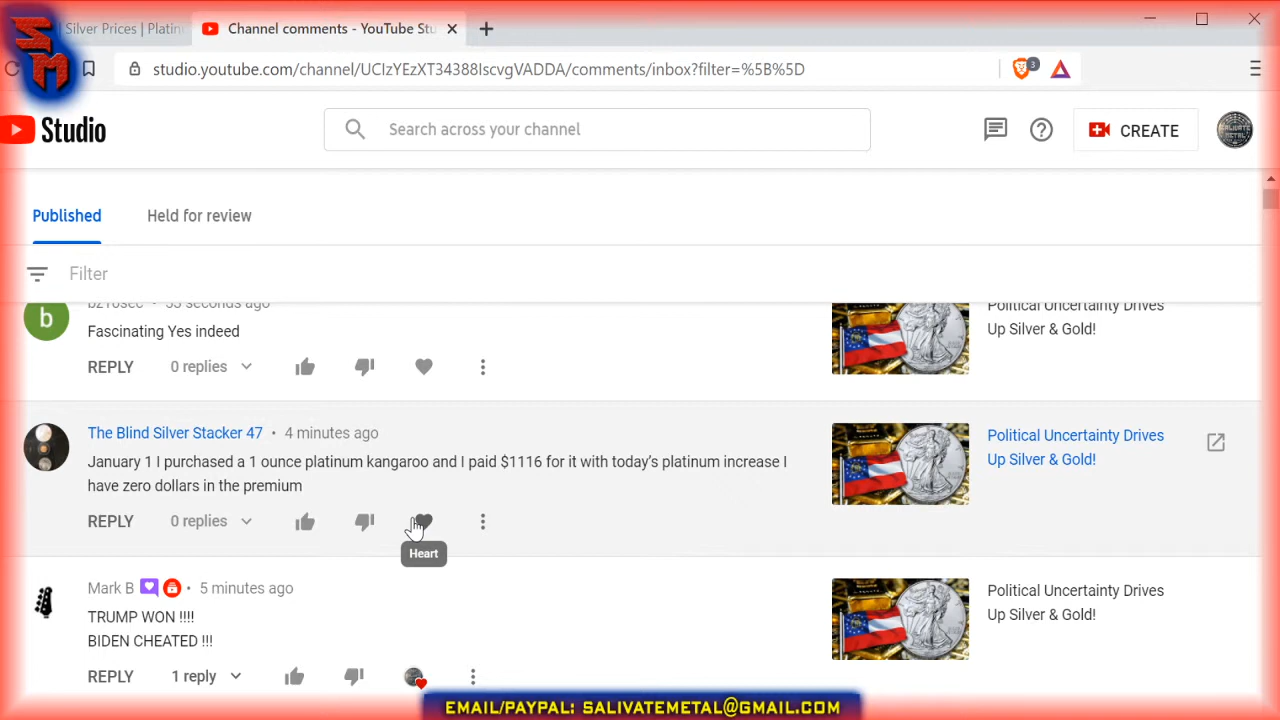 SM
Silver Prices | Platin
Channel comments - YouTube Stu
studio.youtube.com/channel/UCIzYEzXT34388IscvgVADDA/comments/inbox?filter=%5B%5D
3
Studio
Search across your channel
CREATE
Published
Held for review
Filter
b
Fascinating Yes indeed
REPLY
0 replies
Political Uncertainty Drives
Up Silver & Gold!
The Blind Silver Stacker 47 • 4 minutes ago
January 1 I purchased a 1 ounce platinum kangaroo and I paid $1116 for it with today's platinum increase I
have zero dollars in the premium
REPLY
0 replies
Heart
Political Uncertainty Drives
Up Silver & Gold!
Mark B • 5 minutes ago
TRUMP WON !!!!
BIDEN CHEATED !!!
REPLY
1 reply
Political Uncertainty Drives
Up Silver & Gold!
EMAIL/PAYPAL: SALIVATEMETAL@GMAIL.COM